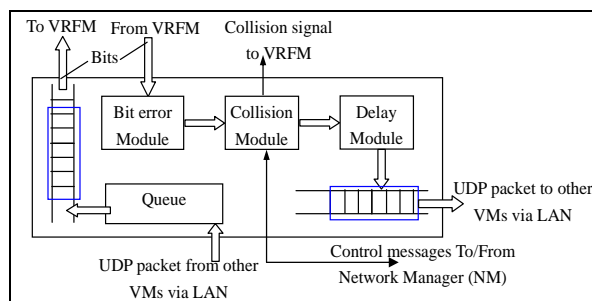 To VRFM
From VRFM
Collision signal
to VRFM
Bits
Bit error
Module
Collision
Module
Delay
Module
Queue
UDP packet to other
VMs via LAN
UDP packet from other
VMs via LAN
Control messages To/From
Network Manager (NM)